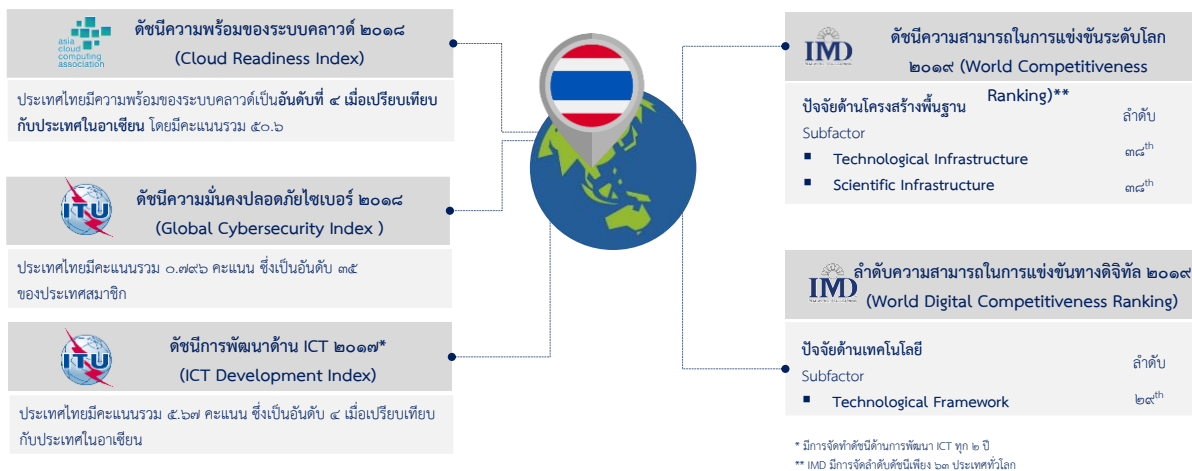 asia
cloud
computing
association
ดัชนีความพร้อมของระบบคลาวด์ ๒๐๑๘
(Cloud Readiness Index)
ประเทศไทยมีความพร้อมของระบบคลาวด์เป็นอันดับที่ ๔ เมื่อเปรียบเทียบ
กับประเทศในอาเซียน โดยมีคะแนนรวม ๕๐.๖
ITU
ดัชนีความมั่นคงปลอดภัยไซเบอร์ ๒๐๑๘
(Global Cybersecurity Index )
ประเทศไทยมีคะแนนรวม ๐.๗๙๖ คะแนน ซึ่งเป็นอันดับ ๓๕
ของประเทศสมาชิก
ITU
ดัชนีการพัฒนาด้าน ICT ๒๐๑๗*
(ICT Development Index)
ประเทศไทยมีคะแนนรวม ๕.๖๗ คะแนน ซึ่งเป็นอันดับ ๔ เมื่อเปรียบเทียบ
กับประเทศในอาเซียน
IMD
ดัชนีความสามารถในการแข่งขันระดับโลก
๒๐๑๙ (World Competitiveness
Ranking)**
ปัจจัยด้านโครงสร้างพื้นฐาน
ลำดับ
Subfactor
▪ Technological Infrastructure ๓๘th
▪ Scientific Infrastructure ๓๘th
IMD
ลำดับความสามารถในการแข่งขันทางดิจิทัล ๒๐๑๙
(World Digital Competitiveness Ranking)
ปัจจัยด้านเทคโนโลยี
ลำดับ
Subfactor
▪ Technological Framework ๒๙th
* มีการจัดทำดัชนีด้านการพัฒนา ICT ทุก ๒ ปี
** IMD มีการจัดลำดับดัชนีเพียง ๖๓ ประเทศทั่วโลก